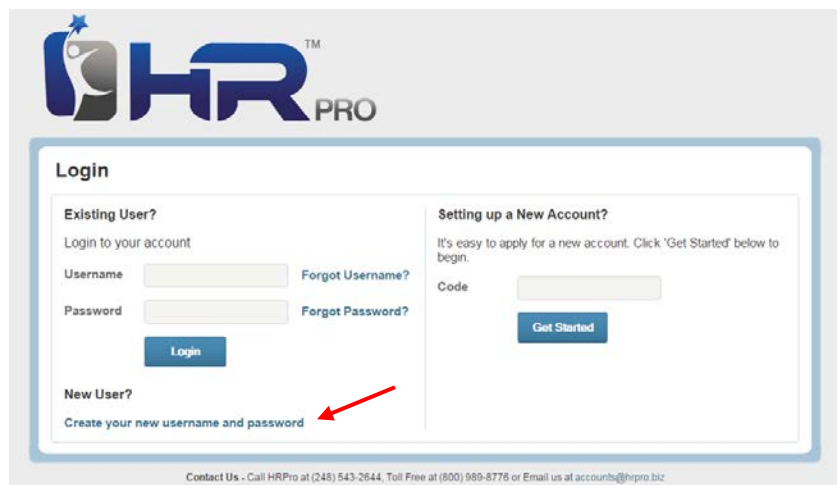 HR PRO TM
Login
Existing User?
Login to your account
Username
Forgot Username?
Password
Forgot Password?
Login
New User?
Create your new username and password
Setting up a New Account?
It's easy to apply for a new account. Click 'Get Started' below to
begin.
Code
Get Started
Contact Us - Call HRPro at (248) 543-2644, Toll Free at (800) 989-8776 or Email us at accounts@hrpro.biz